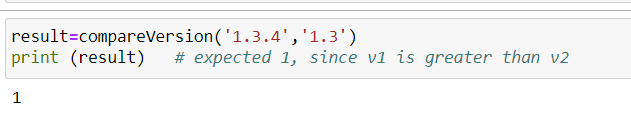 result=compareVersion('1.3.4','1.3')
print (result)   # expected 1, since v1 is greater than v2
1